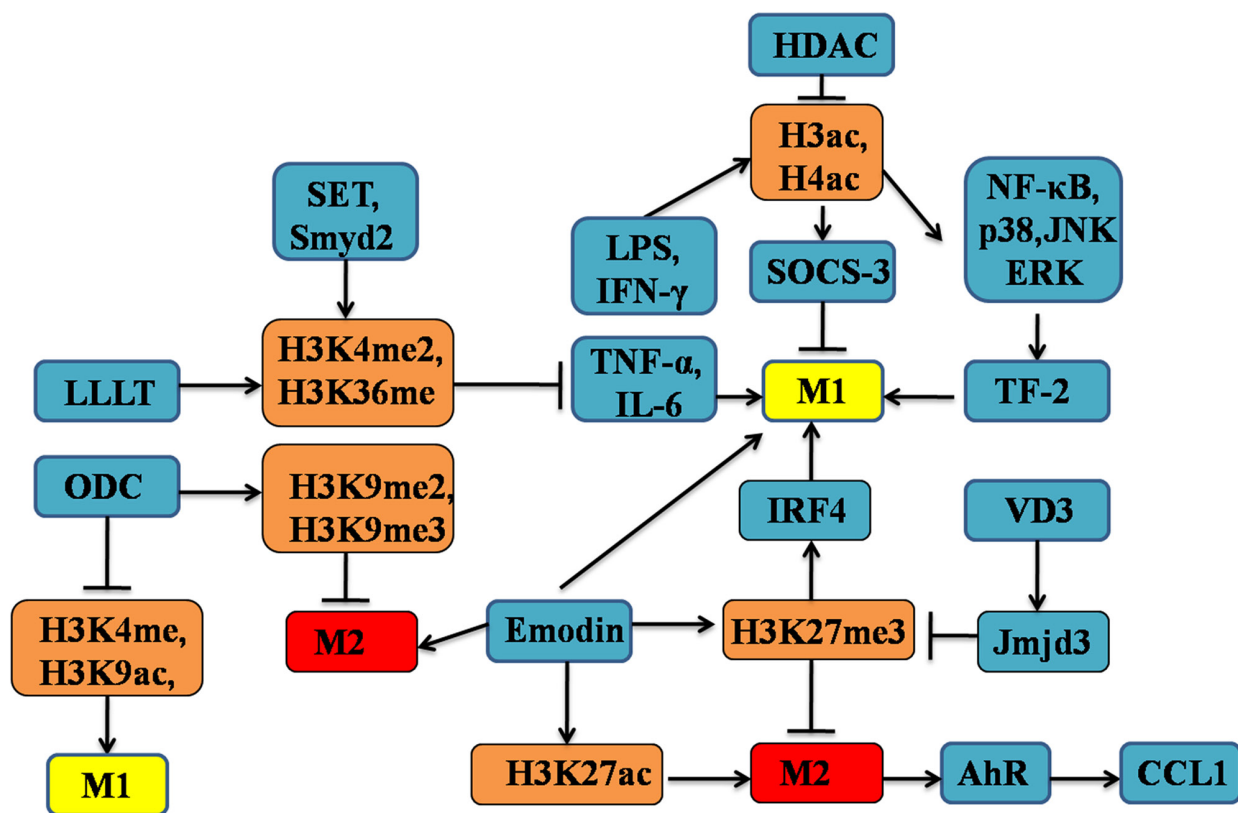 HDAC
H3ac,
H4ac
SET,
Smyd2
LPS,
IFN-γ
SOCS-3
NF-κB,
p38,JNK
ERK
LLLT
H3K4me2,
H3K36me
TNF-α,
IL-6
M1
TF-2
ODC
H3K9me2,
H3K9me3
IRF4
VD3
H3K4me,
H3K9ac,
M2
Emodin
H3K27me3
Jmjd3
M1
H3K27ac
M2
AhR
CCL1